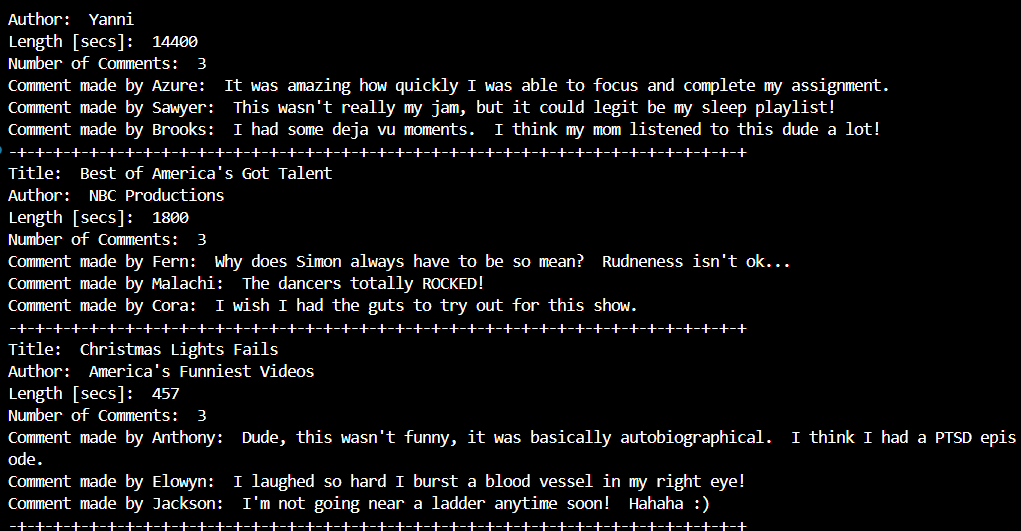 Author:  Yanni
Length [secs]:  14400
Number of Comments:  3
Comment made by Azure:  It was amazing how quickly I was able to focus and complete my assignment.
Comment made by Sawyer:  This wasn't really my jam, but it could legit be my sleep playlist!
Comment made by Brooks:  I had some deja vu moments.  I think my mom listened to this dude a lot!
-+-+-+-+-+-+-+-+-+-+-+-+-+-+-+-+-+-+-+-+-+-+-+-+-+-+-+-+-+-+-+-+-+-+-+-+-+-+-+-+-+
Title:  Best of America's Got Talent
Author:  NBC Productions
Length [secs]:  1800
Number of Comments:  3
Comment made by Fern:  Why does Simon always have to be so mean?  Rudneness isn't ok...
Comment made by Malachi:  The dancers totally ROCKED!
Comment made by Cora:  I wish I had the guts to try out for this show.
-+-+-+-+-+-+-+-+-+-+-+-+-+-+-+-+-+-+-+-+-+-+-+-+-+-+-+-+-+-+-+-+-+-+-+-+-+-+-+-+-+
Title:  Christmas Lights Fails
Author:  America's Funniest Videos
Length [secs]:  457
Number of Comments:  3
Comment made by Anthony:  Dude, this wasn't funny, it was basically autobiographical.  I think I had a PTSD epis
ode.
Comment made by Elowyn:  I laughed so hard I burst a blood vessel in my right eye!
Comment made by Jackson:  I'm not going near a ladder anytime soon!  Hahaha :)
-+-+-+-+-+-+-+-+-+-+-+-+-+-+-+-+-+-+-+-+-+-+-+-+-+-+-+-+-+-+-+-+-+-+-+-+-+-+-+-+-+